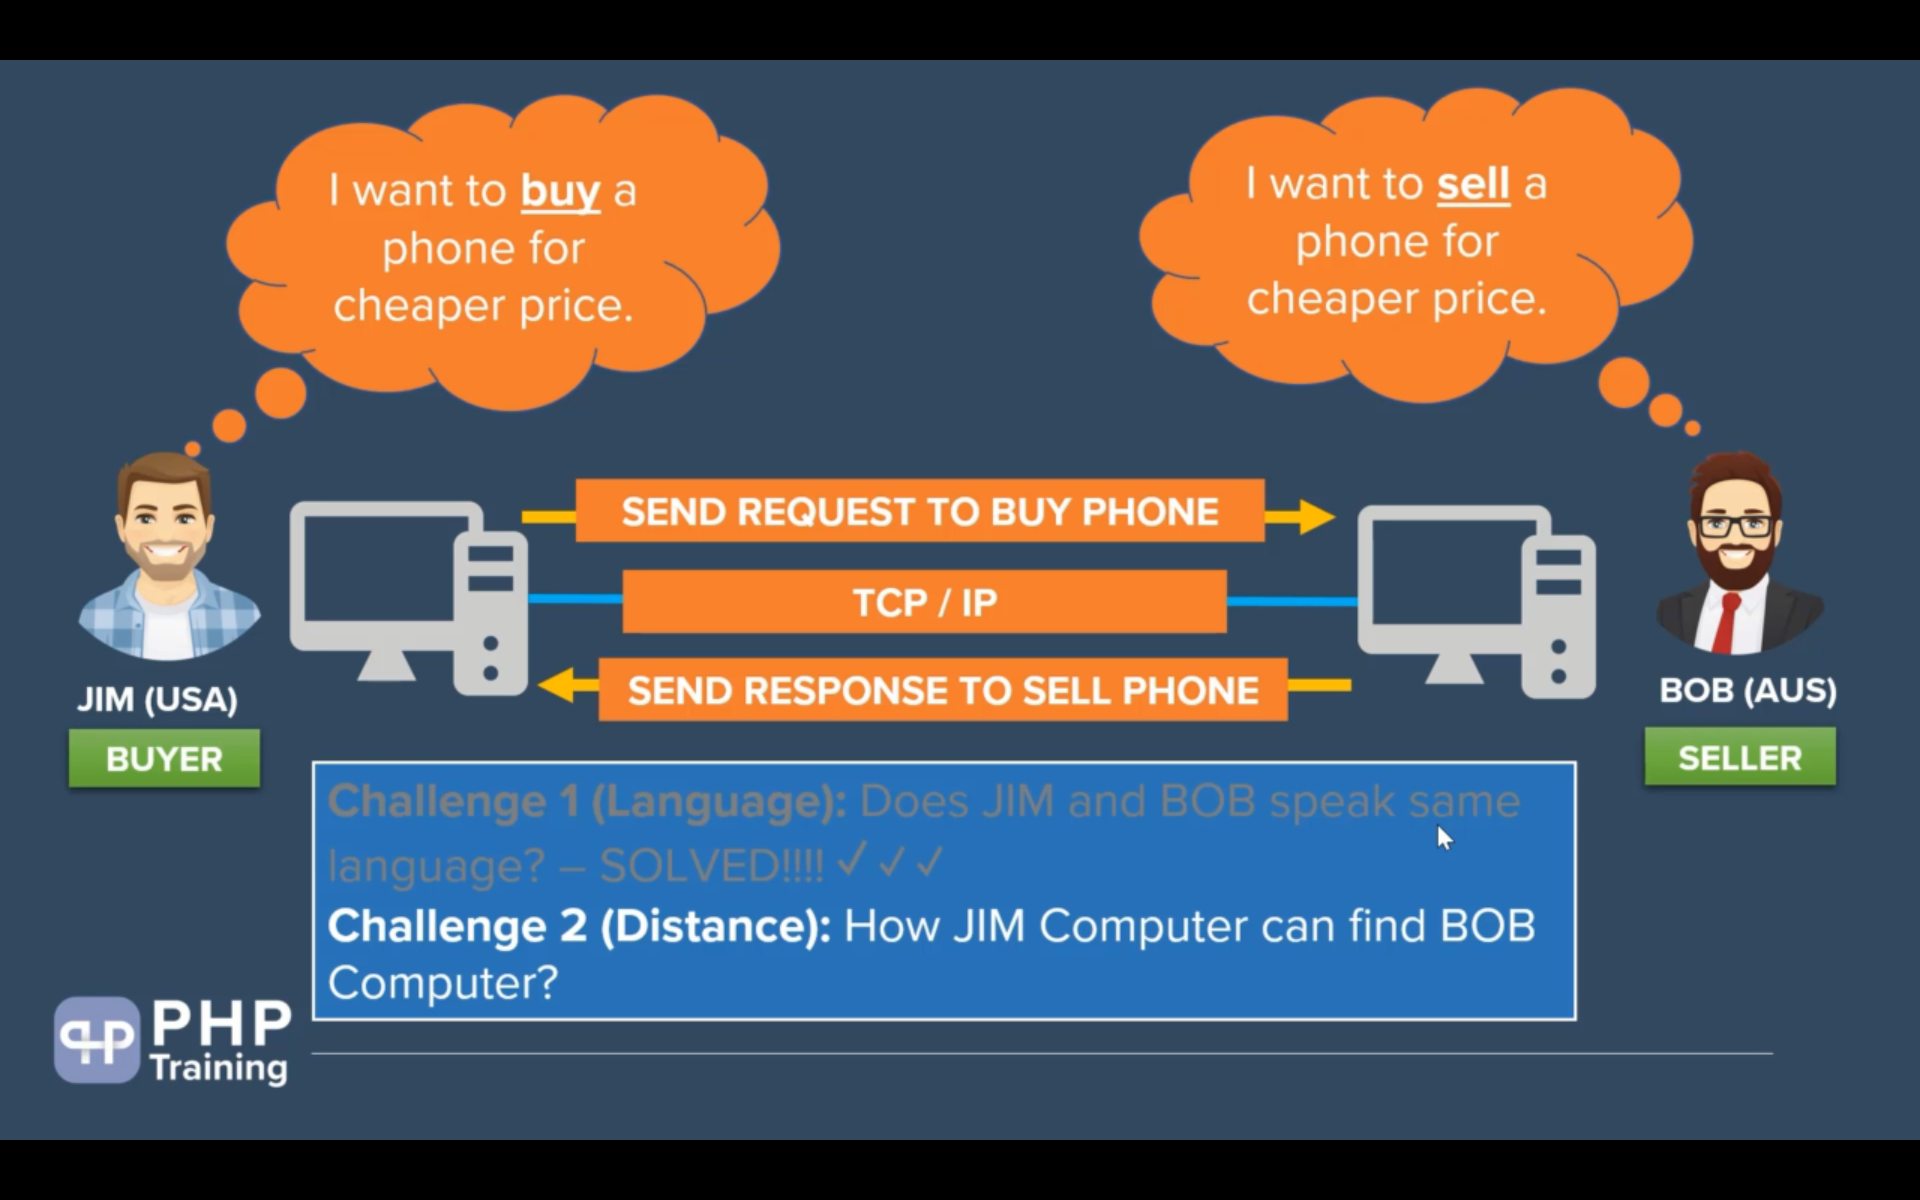 I want to buy a
phone for
cheaper price.
I want to sell a
phone for
cheaper price.
SEND REQUEST TO BUY PHONE
TCP / IP
SEND RESPONSE TO SELL PHONE
JIM (USA)
BUYER
BOB (AUS)
SELLER
Challenge 1 (Language): Does JIM and BOB speak same
language? – SOLVED!!!! ✓ ✓ ✓
Challenge 2 (Distance): How JIM Computer can find BOB
Computer?
php
PHP
Training